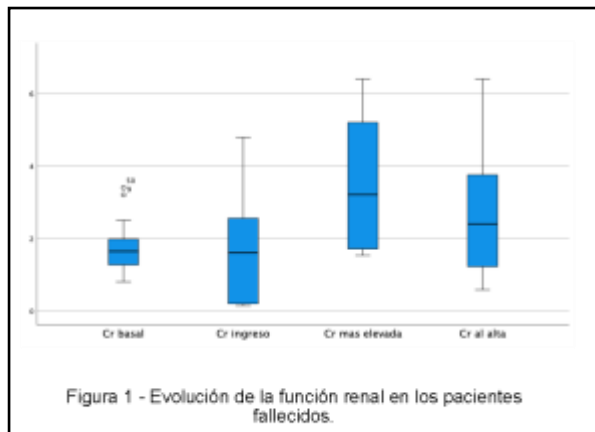 6
4
2
0
Cr basal Cr ingreso Cr mas elevada Cr al alta
Figura 1 - Evolución de la función renal en los pacientes
fallecidos.